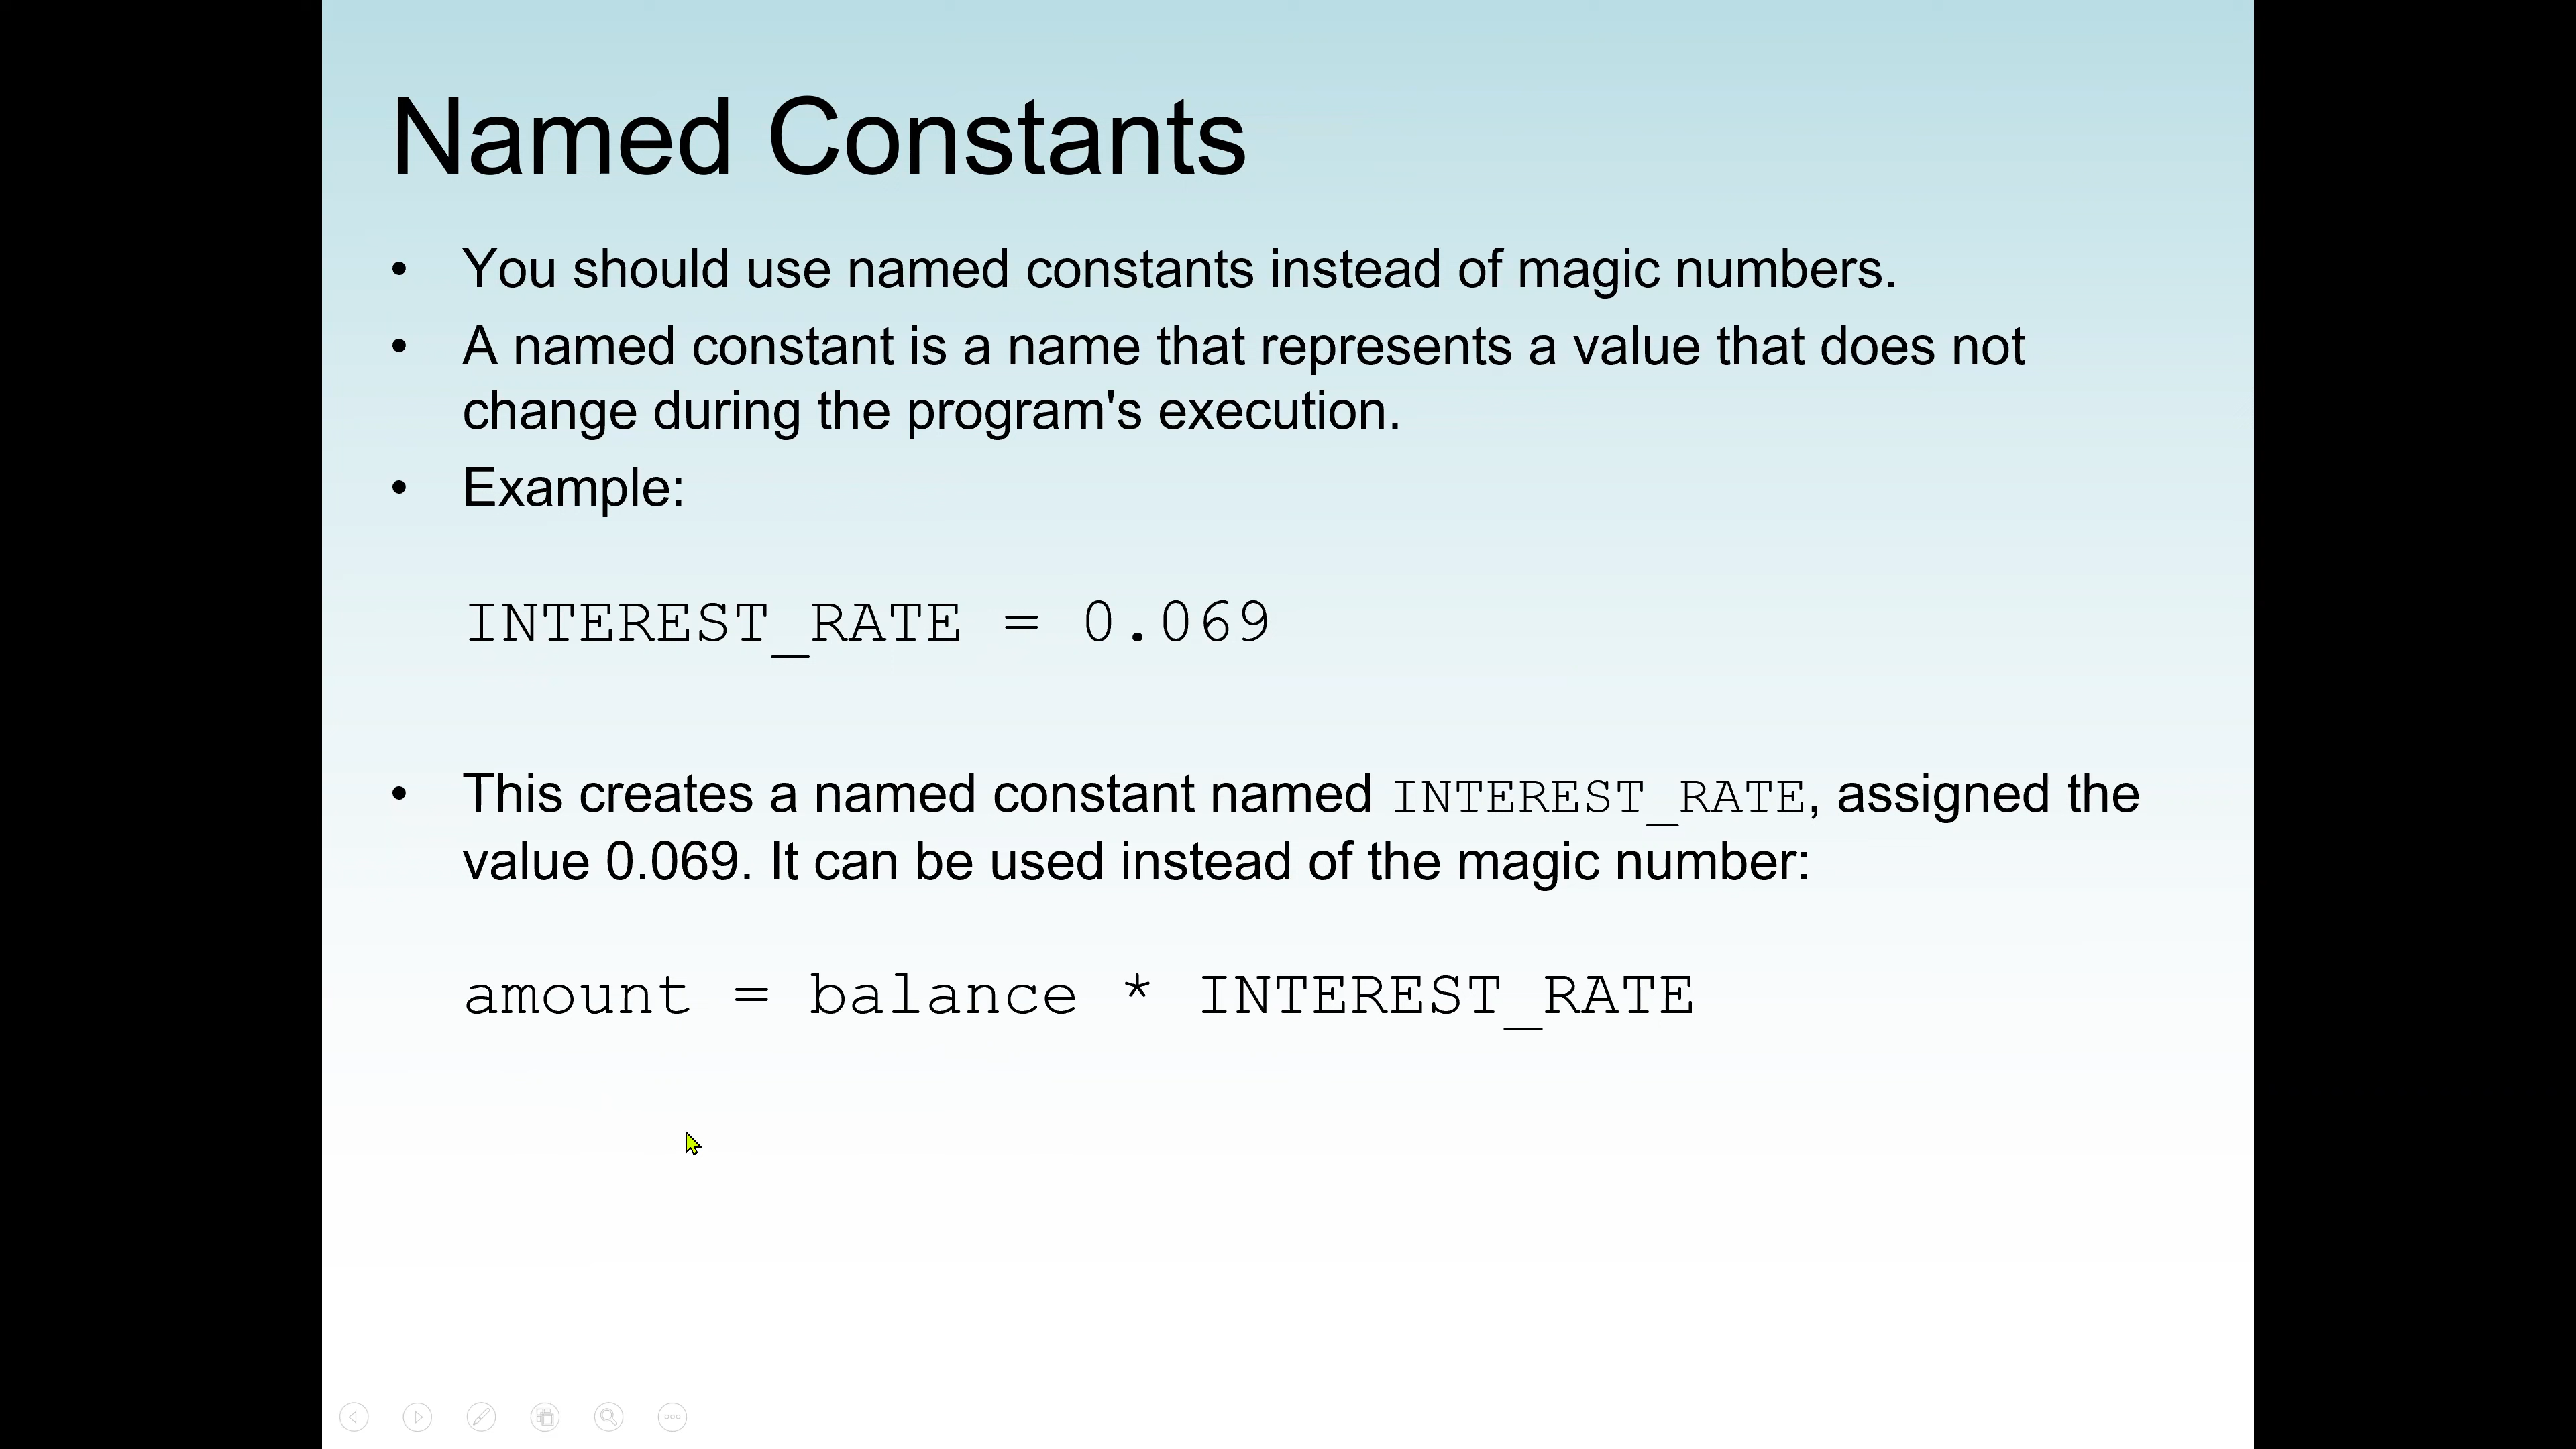 Named Constants
• You should use named constants instead of magic numbers.
• A named constant is a name that represents a value that does not
change during the program's execution.
• Example:
INTEREST_RATE = 0.069
• This creates a named constant named INTEREST_RATE, assigned the
value 0.069. It can be used instead of the magic number:
amount = balance * INTEREST_RATE